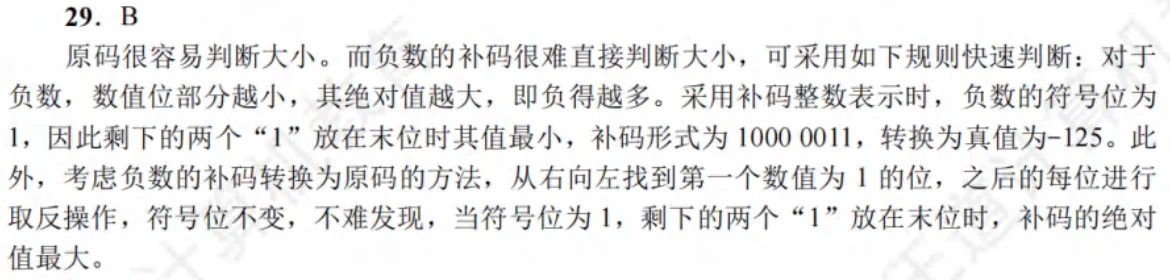 29. B
原码很容易判断大小。而负数的补码很难直接判断大小，可采用如下规则快速判断：对于
负数，数值位部分越小，其绝对值越大，即负得越多。采用补码整数表示时，负数的符号位为
1，因此剩下的两个“1”放在末位时其值最小，补码形式为 1000 0011，转换为真值为-125。此
外，考虑负数的补码转换为原码的方法，从右向左找到第一个数值为 1 的位，之后的每位进行
取反操作，符号位不变，不难发现，当符号位为 1，剩下的两个“1”放在末位时，补码的绝对
值最大。